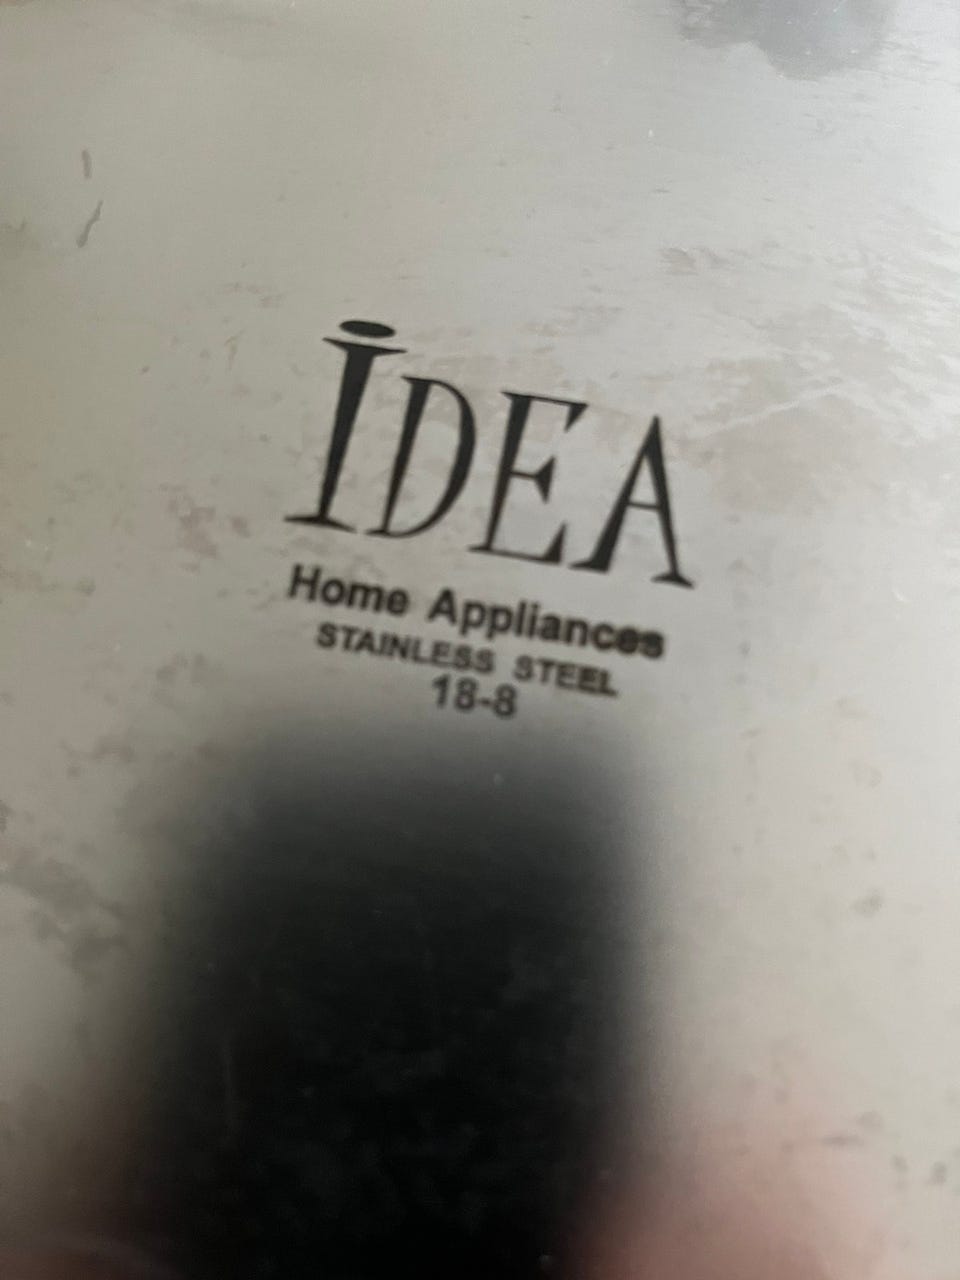 IDEA
Home Appliances
STAINLESS STEEL
18-8